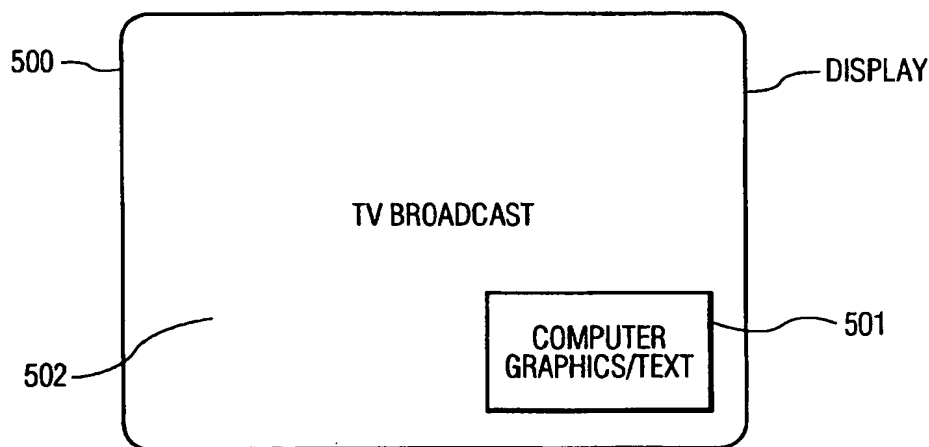 500
DISPLAY
TV BROADCAST
COMPUTER
GRAPHICS/TEXT
501
502